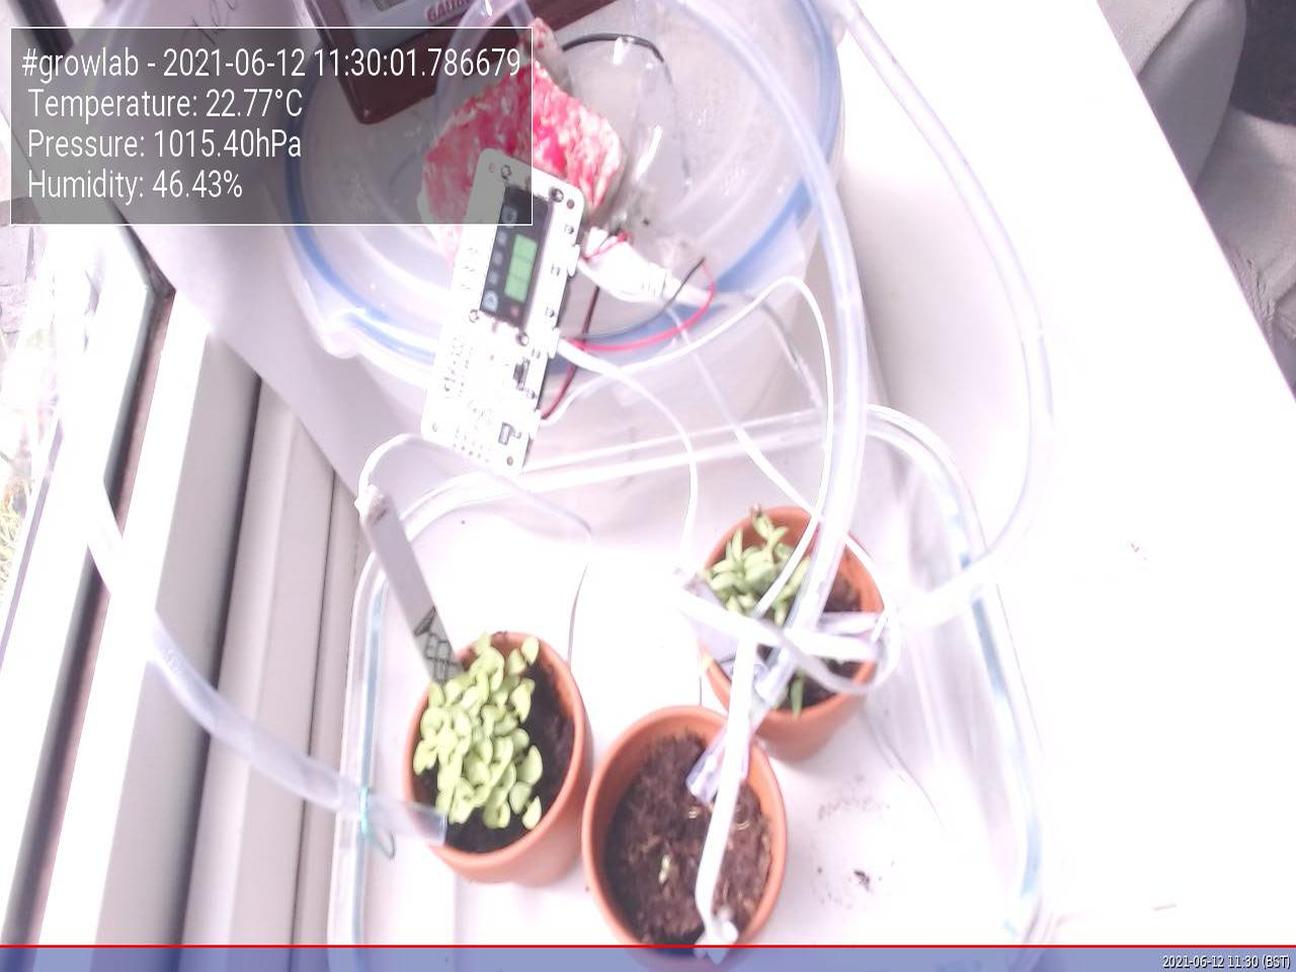 #growlab - 2021-06-12 11:30:01.786679
Temperature: 22.77°C
Pressure: 1015.40hPa
Humidity: 46.43%
2021-06-12 11:30 (BST)